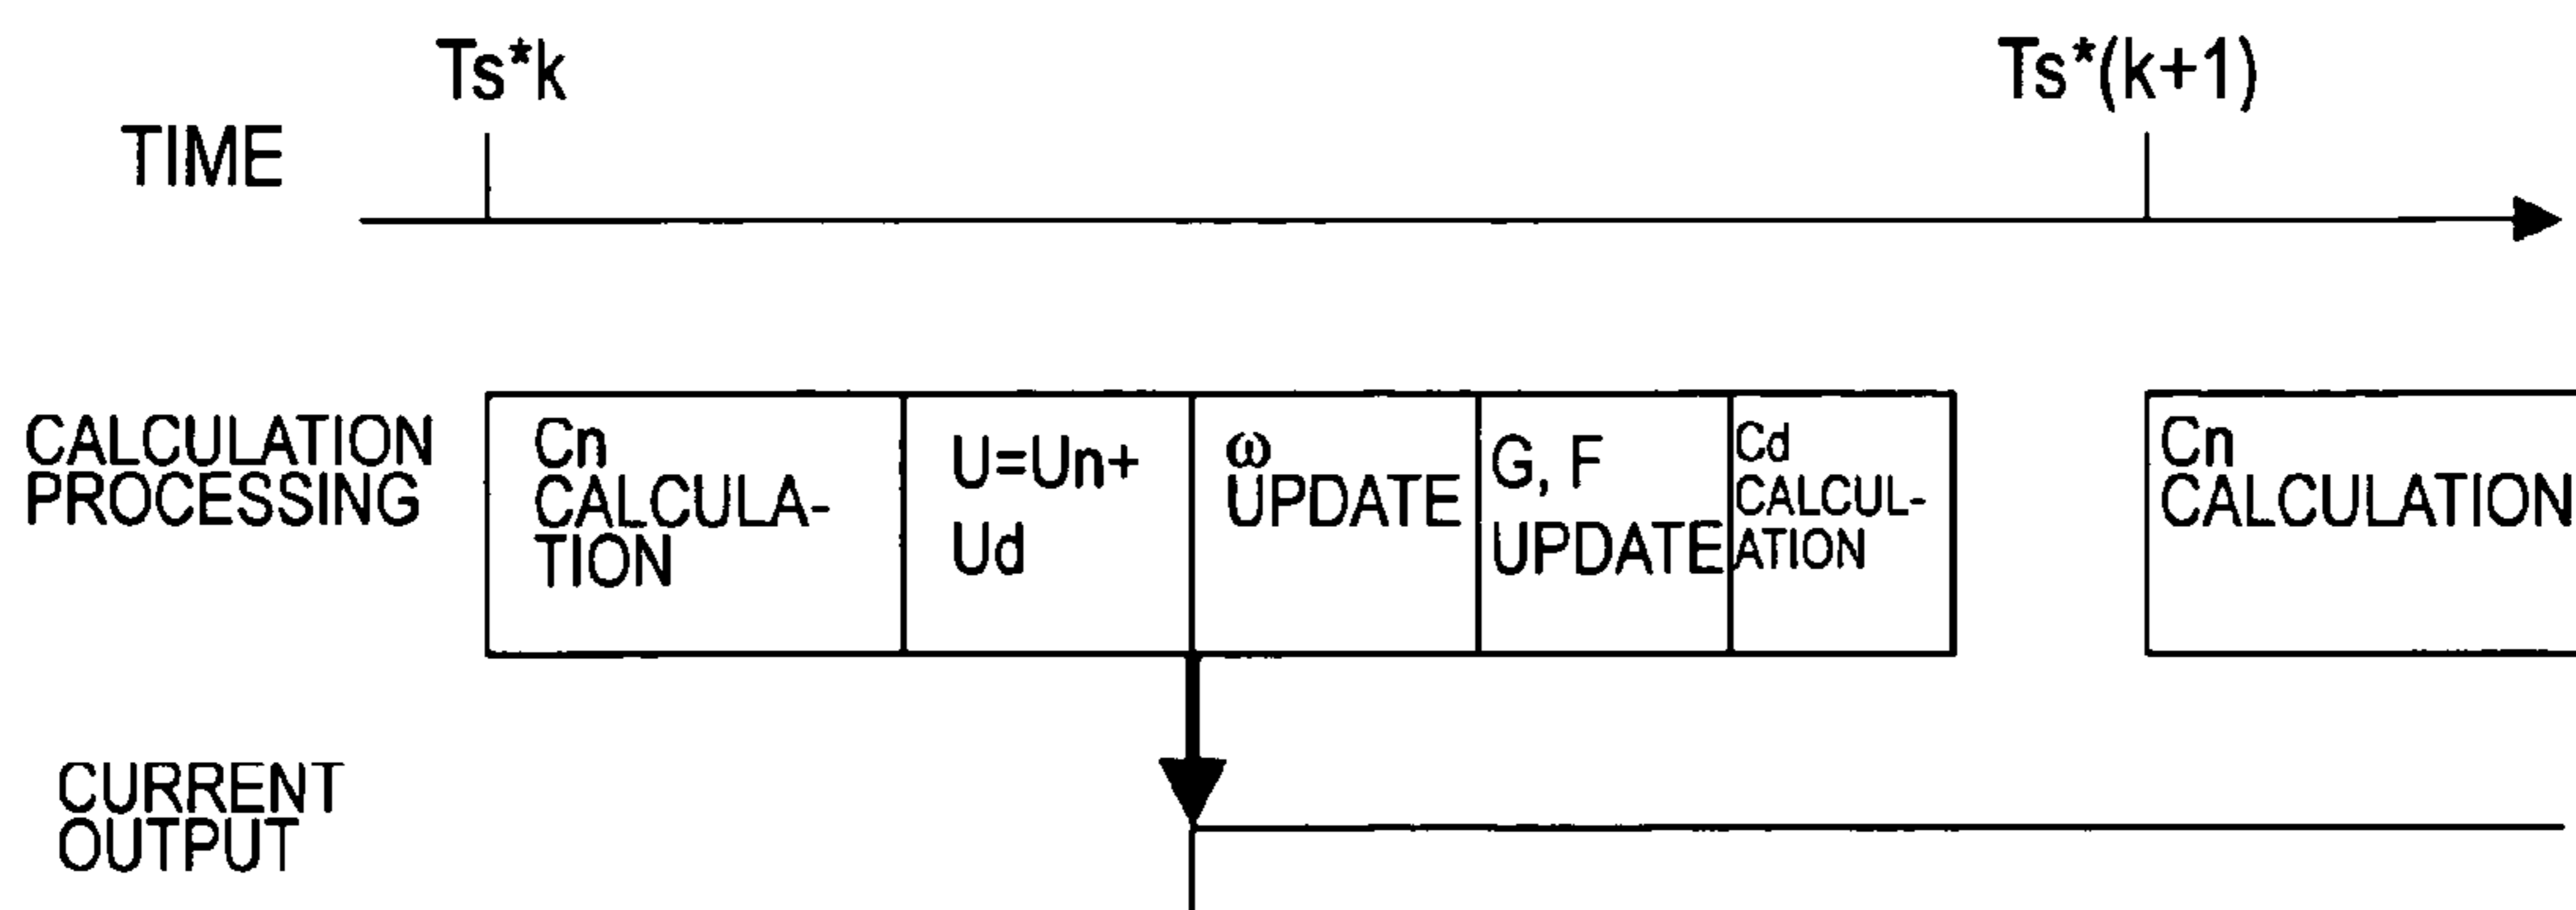 Ts*k
Ts*(k+1)
TIME
CALCULATION
PROCESSING
Cn
CALCULA-
TION
U=Un+
Ud
ω
UPDATE
G, F
UPDATE
Cd
CALCUL-
ATION
Cn
CALCULATION
CURRENT
OUTPUT